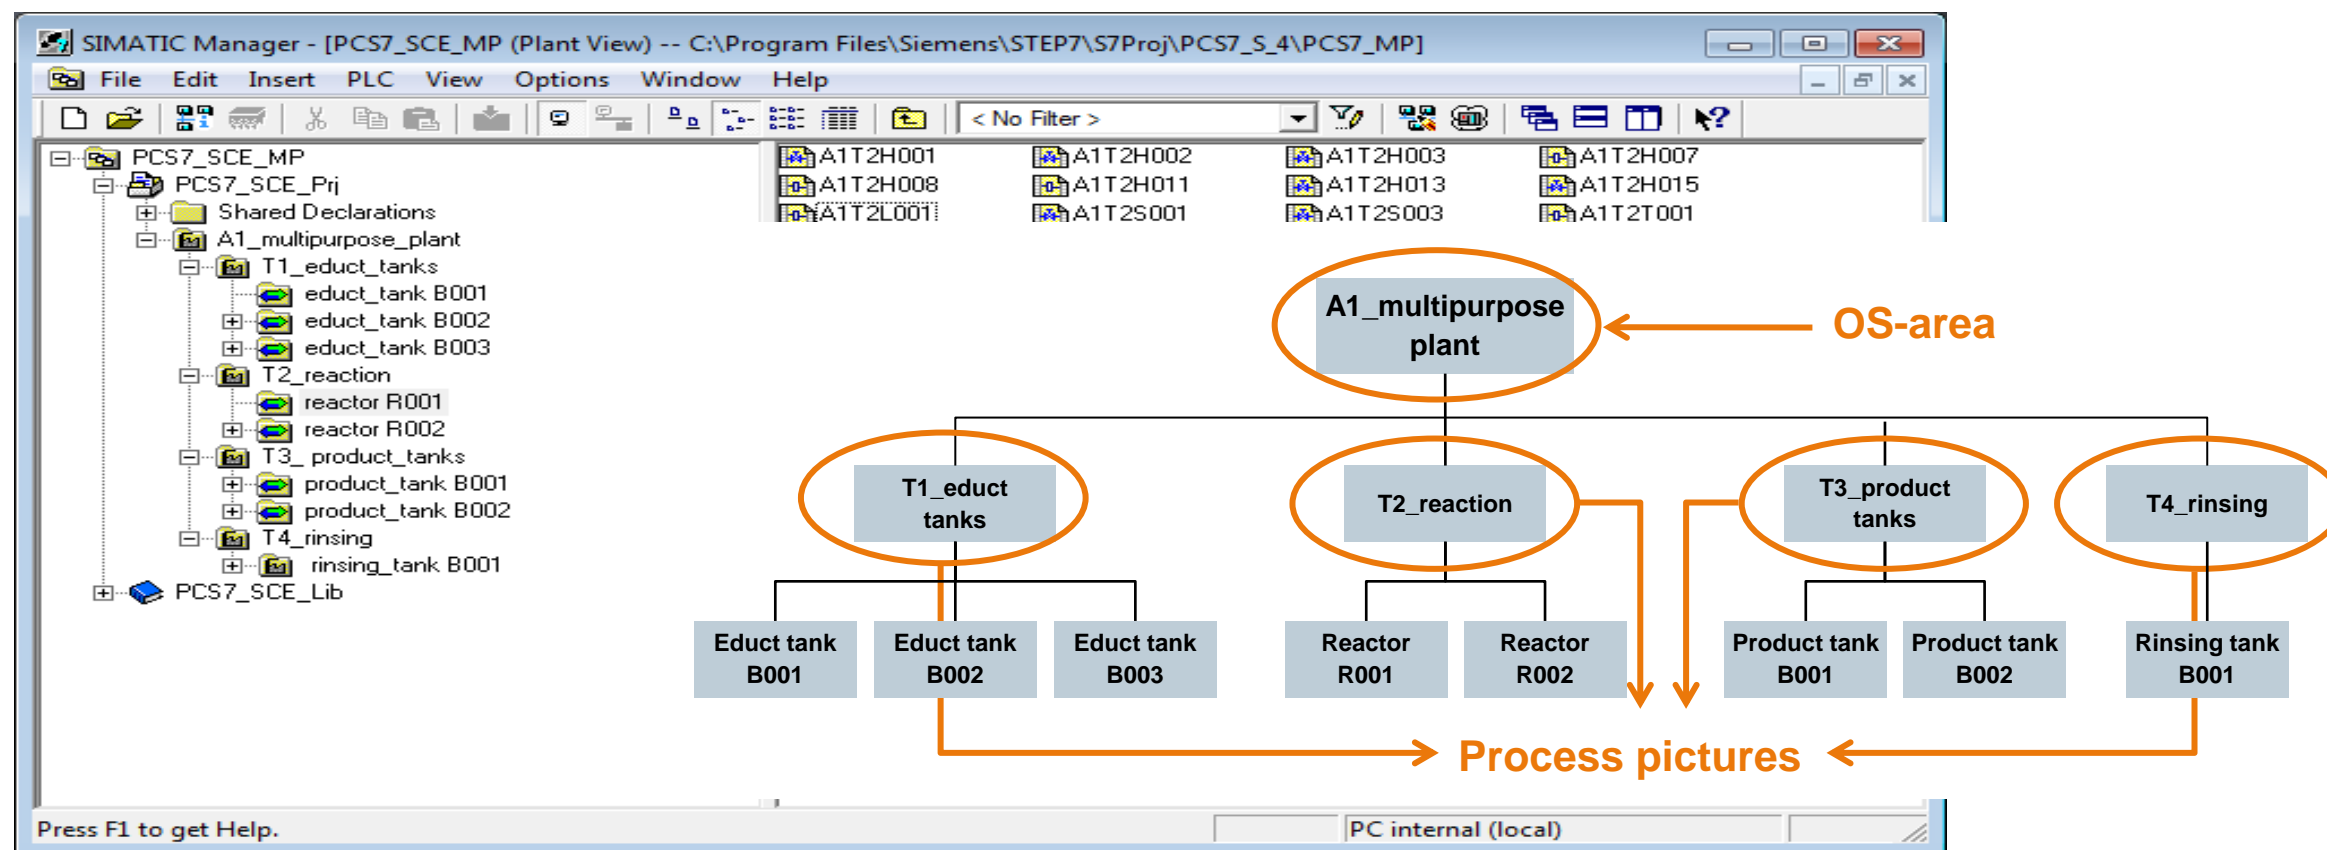 SIMATIC Manager - [PCS7_SCE_MP (Plant View) -- C:\Program Files\Siemens\STEP7\S7Proj\PCS7_S_4\PCS7_MP]
File Edit Insert PLC View Options Window Help
< No Filter >
PCS7_SCE_MP
PCS7_SCE_Prj
Shared Declarations
A1_multipurpose_plant
T1_educt_tanks
educt_tank B001
educt_tank B002
educt_tank B003
T2_reaction
reactor R001
reactor R002
T3_ product_tanks
product_tank B001
product_tank B002
T4_rinsing
rinsing_tank B001
PCS7_SCE_Lib
A1T2H001 A1T2H002 A1T2H003 A1T2H007
A1T2H008 A1T2H011 A1T2H013 A1T2H015
A1T2L001 A1T2S001 A1T2S003 A1T2T001
A1_multipurpose
plant
OS-area
T1_educt
tanks
T2_reaction
T3_product
tanks
T4_rinsing
Educt tank
B001
Educt tank
B002
Educt tank
B003
Reactor
R001
Reactor
R002
Product tank
B001
Product tank
B002
Rinsing tank
B001
Process pictures
Press F1 to get Help.
PC internal (local)